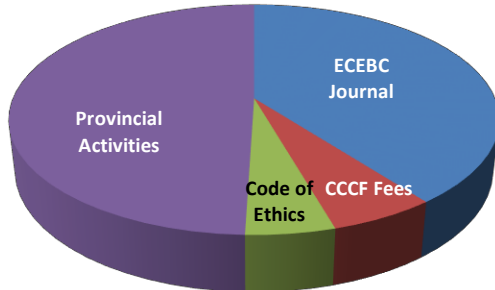 ECEBC
Journal
Provincial
Activities
Code of
Ethics
CCCF Fees